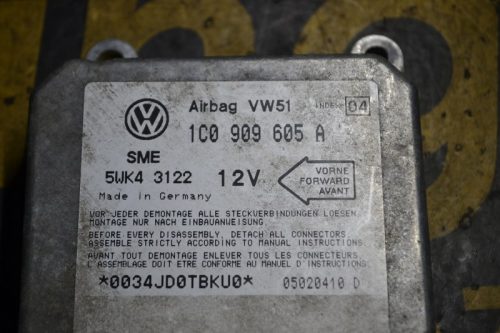 Airbag VW51 INDEX 04
1C0 909 605 A
SME
5WK4 3122 12V
VORNE
FORWARD
AVANT
Made in Germany
VOR JEDER DEMONTAGE ALLE STECKVERBINDUNGEN LOESEN
MONTAGE NUR NACH EINBAUANWEISUNG
BEFORE EVERY DISASSEMBLY, DETACH ALL CONNECTORS
ASSEMBLE STRICTLY ACCORDING TO MANUAL INSTRUCTIONS
AVANT TOUT DEMONTAGE ENLEVER TOUS LES CONNECTEURS
L'ASSEMBLAGE DOIT ETRE CONFORME AU MANUEL D'INSTRUCTIONS
*0034JD0TBKU0* 05020410 D